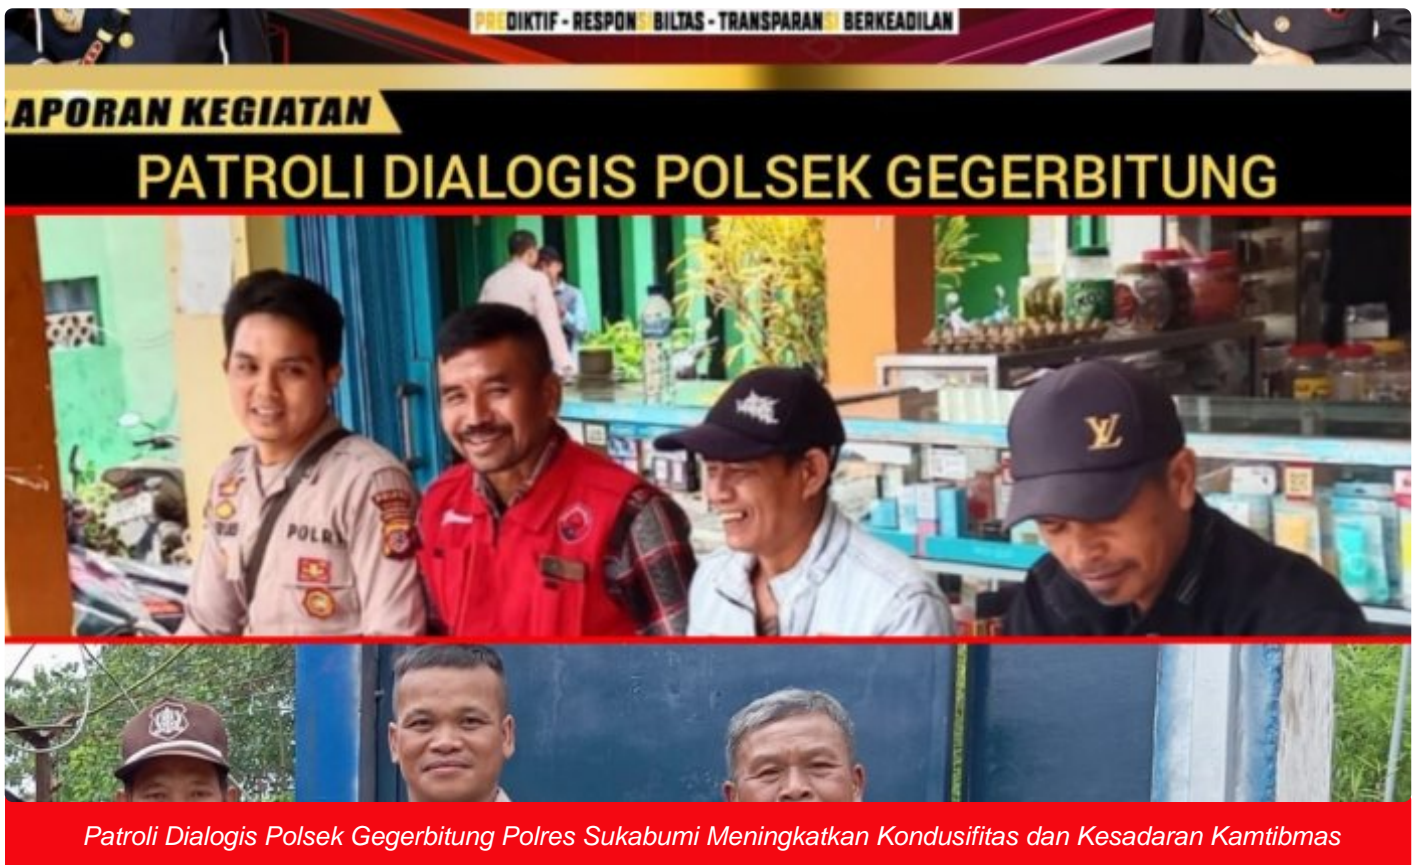 PREDIKTIF - RESPONSIBILTAS - TRANSPARANSI BERKEADILAN
LAPORAN KEGIATAN
PATROLI DIALOGIS POLSEK GEGERBITUNG
POLRI
LV
Patroli Dialogis Polsek Gegerbitung Polres Sukabumi Meningkatkan Kondusifitas dan Kesadaran Kamtibmas